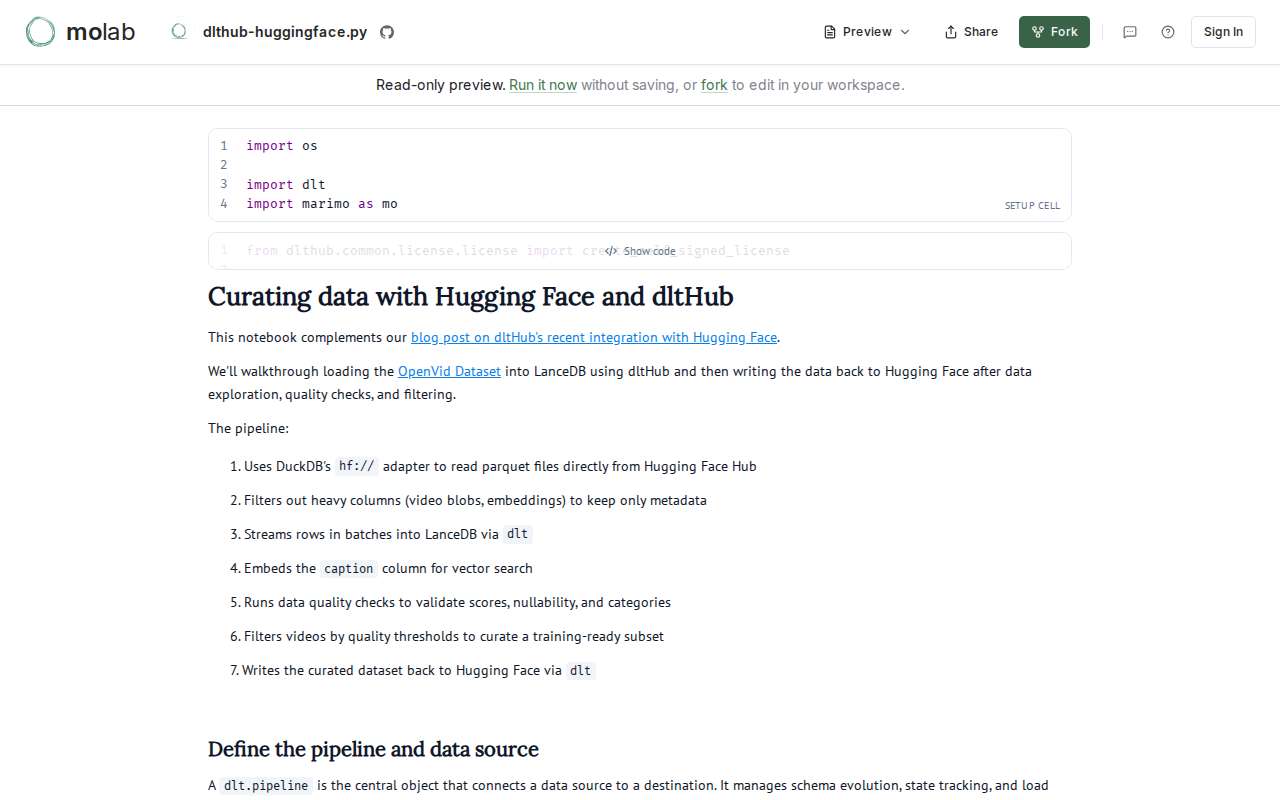 molab
dlthub-huggingface.py
Preview
Share
Fork
Sign In
Read-only preview. Run it now without saving, or fork to edit in your workspace.
1 import os
2
3 import dlt
4 import marimo as mo
SETUP CELL
1 from dlthub.common.license.license import signed_license
Show code
Curating data with Hugging Face and dltHub
This notebook complements our blog post on dltHub's recent integration with Hugging Face.
We'll walkthrough loading the OpenVid Dataset into LanceDB using dltHub and then writing the data back to Hugging Face after data
exploration, quality checks, and filtering.
The pipeline:
1. Uses DuckDB's hf:// adapter to read parquet files directly from Hugging Face Hub
2. Filters out heavy columns (video blobs, embeddings) to keep only metadata
3. Streams rows in batches into LanceDB via dlt
4. Embeds the caption column for vector search
5. Runs data quality checks to validate scores, nullability, and categories
6. Filters videos by quality thresholds to curate a training-ready subset
7. Writes the curated dataset back to Hugging Face via dlt
Define the pipeline and data source
A dlt.pipeline is the central object that connects a data source to a destination. It manages schema evolution, state tracking, and load